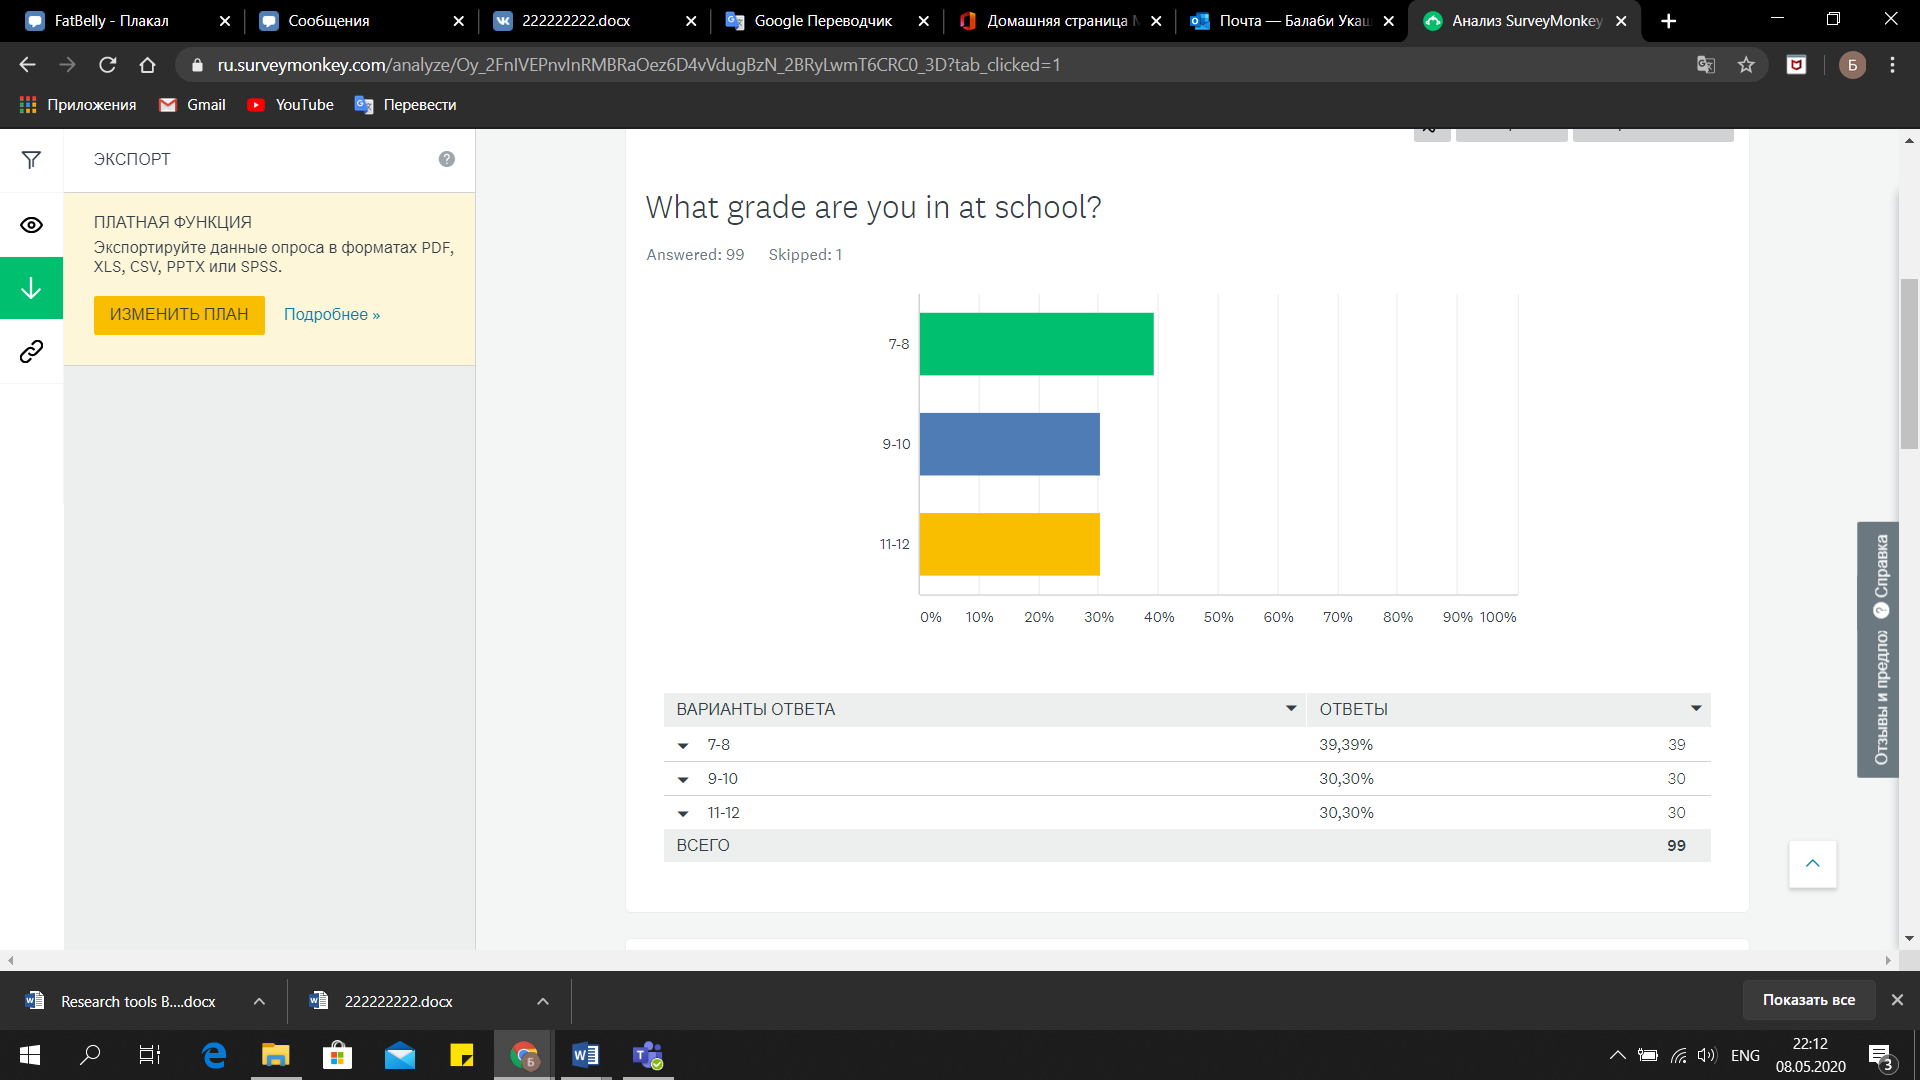 FatBelly - Плакал
Сообщения
222222222.docx
Google Переводчик
Домашняя страница
Почта — Балаби Укаш
Анализ SurveyMonkey
ru.surveymonkey.com/analyze/Oy_2FnIVEPnvInRMBRaOez6D4vVdugBzN_2BRyLwmT6CRC0_3D?tab_clicked=1
Б
Приложения
Gmail
YouTube
Перевести
ЭКСПОРТ
?
ПЛАТНАЯ ФУНКЦИЯ
Экспортируйте данные опроса в форматах PDF,
XLS, CSV, PPTX или SPSS.
ИЗМЕНИТЬ ПЛАН
Подробнее »
What grade are you in at school?
Answered: 99 Skipped: 1
7-8
9-10
11-12
0% 10% 20% 30% 40% 50% 60% 70% 80% 90% 100%
ВАРИАНТЫ ОТВЕТА ОТВЕТЫ
7-8 39,39% 39
9-10 30,30% 30
11-12 30,30% 30
ВСЕГО 99
Справка
Отзывы и предло
Research tools B....docx
222222222.docx
Показать все
ENG
22:12
08.05.2020
3